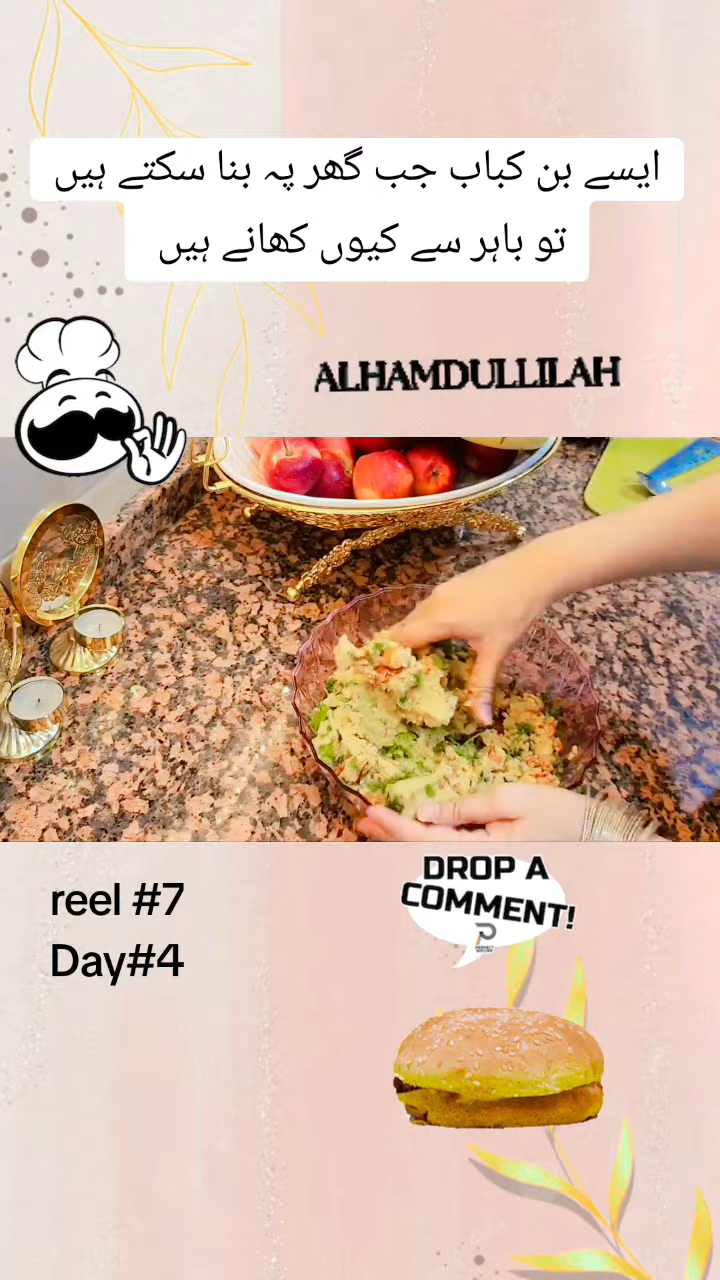 ایسے بن کباب جب گھر پہ بنا سکتے ہیں
تو باہر سے کیوں کھانے ہیں
ALHAMDULLILAH
reel #7
Day#4
DROP A
COMMENT!